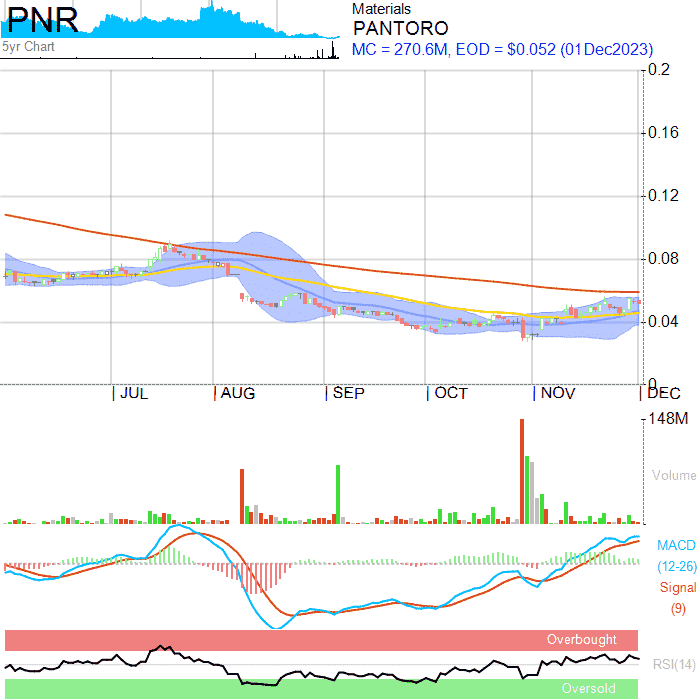 PNR
5yr Chart
Materials
PANTORO
MC = 270.6M, EOD = $0.052 (01Dec2023)
0.2
0.16
0.12
0.08
0.04
0
JUL AUG SEP OCT NOV DEC
148M
Volume
MACD
(12-26)
Signal
(9)
Overbought
RSI(14)
Oversold